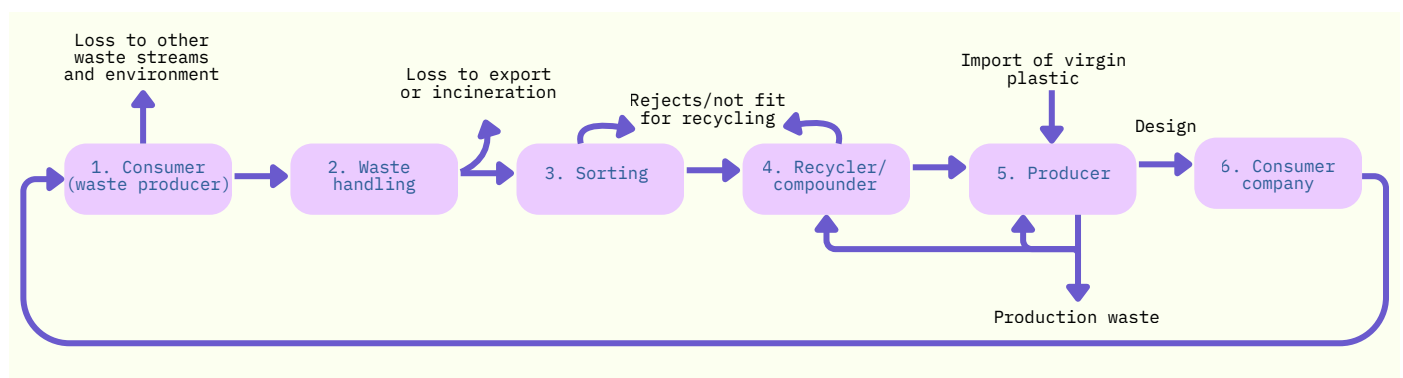 Loss to other
waste streams
and environment
Loss to export
or incineration
Rejects/not fit
for recycling
Import of virgin
plastic
Design
1. Consumer
(waste producer)
2. Waste
handling
3. Sorting
4. Recycler/
compounder
5. Producer
6. Consumer
company
Production waste